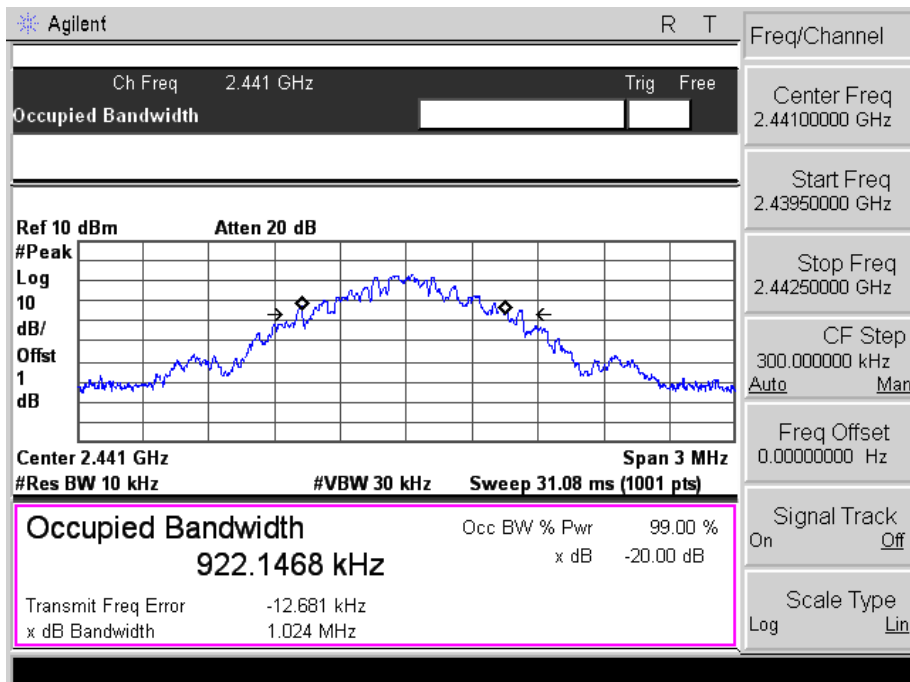 Agilent R T
Ch Freq 2.441 GHz Trig Free
Occupied Bandwidth
Ref 10 dBm Atten 20 dB
#Peak
Log
10
dB/
Offst
1
dB
Center 2.441 GHz Span 3 MHz
#Res BW 10 kHz #VBW 30 kHz Sweep 31.08 ms (1001 pts)
Occupied Bandwidth Occ BW % Pwr 99.00 %
922.1468 kHz x dB -20.00 dB
Transmit Freq Error -12.681 kHz
x dB Bandwidth 1.024 MHz
Freq/Channel
Center Freq
2.44100000 GHz
Start Freq
2.43950000 GHz
Stop Freq
2.44250000 GHz
CF Step
300.000000 kHz
Auto Man
Freq Offset
0.00000000 Hz
Signal Track
On Off
Scale Type
Log Lin